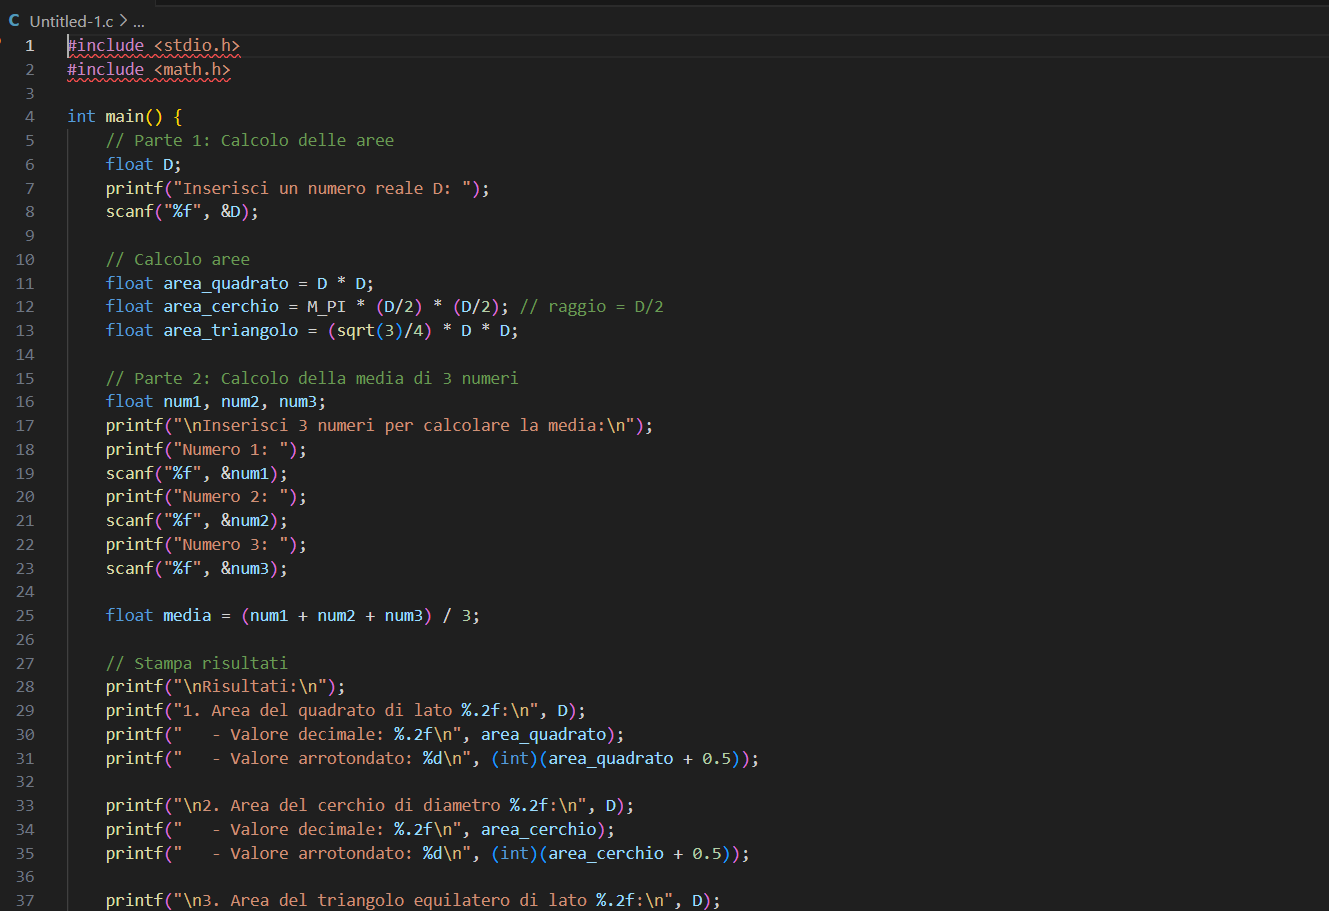 C Untitled-1.c > ...
1 #include <stdio.h>
2 #include <math.h>
3
4 int main() {
5     // Parte 1: Calcolo delle aree
6     float D;
7     printf("Inserisci un numero reale D: ");
8     scanf("%f", &D);
9
10     // Calcolo aree
11     float area_quadrato = D * D;
12     float area_cerchio = M_PI * (D/2) * (D/2); // raggio = D/2
13     float area_triangolo = (sqrt(3)/4) * D * D;
14
15     // Parte 2: Calcolo della media di 3 numeri
16     float num1, num2, num3;
17     printf("\nInserisci 3 numeri per calcolare la media:\n");
18     printf("Numero 1: ");
19     scanf("%f", &num1);
20     printf("Numero 2: ");
21     scanf("%f", &num2);
22     printf("Numero 3: ");
23     scanf("%f", &num3);
24
25     float media = (num1 + num2 + num3) / 3;
26
27     // Stampa risultati
28     printf("\nRisultati:\n");
29     printf("1. Area del quadrato di lato %.2f:\n", D);
30     printf("   - Valore decimale: %.2f\n", area_quadrato);
31     printf("   - Valore arrotondato: %d\n", (int)(area_quadrato + 0.5));
32
33     printf("\n2. Area del cerchio di diametro %.2f:\n", D);
34     printf("   - Valore decimale: %.2f\n", area_cerchio);
35     printf("   - Valore arrotondato: %d\n", (int)(area_cerchio + 0.5));
36
37     printf("\n3. Area del triangolo equilatero di lato %.2f:\n", D);